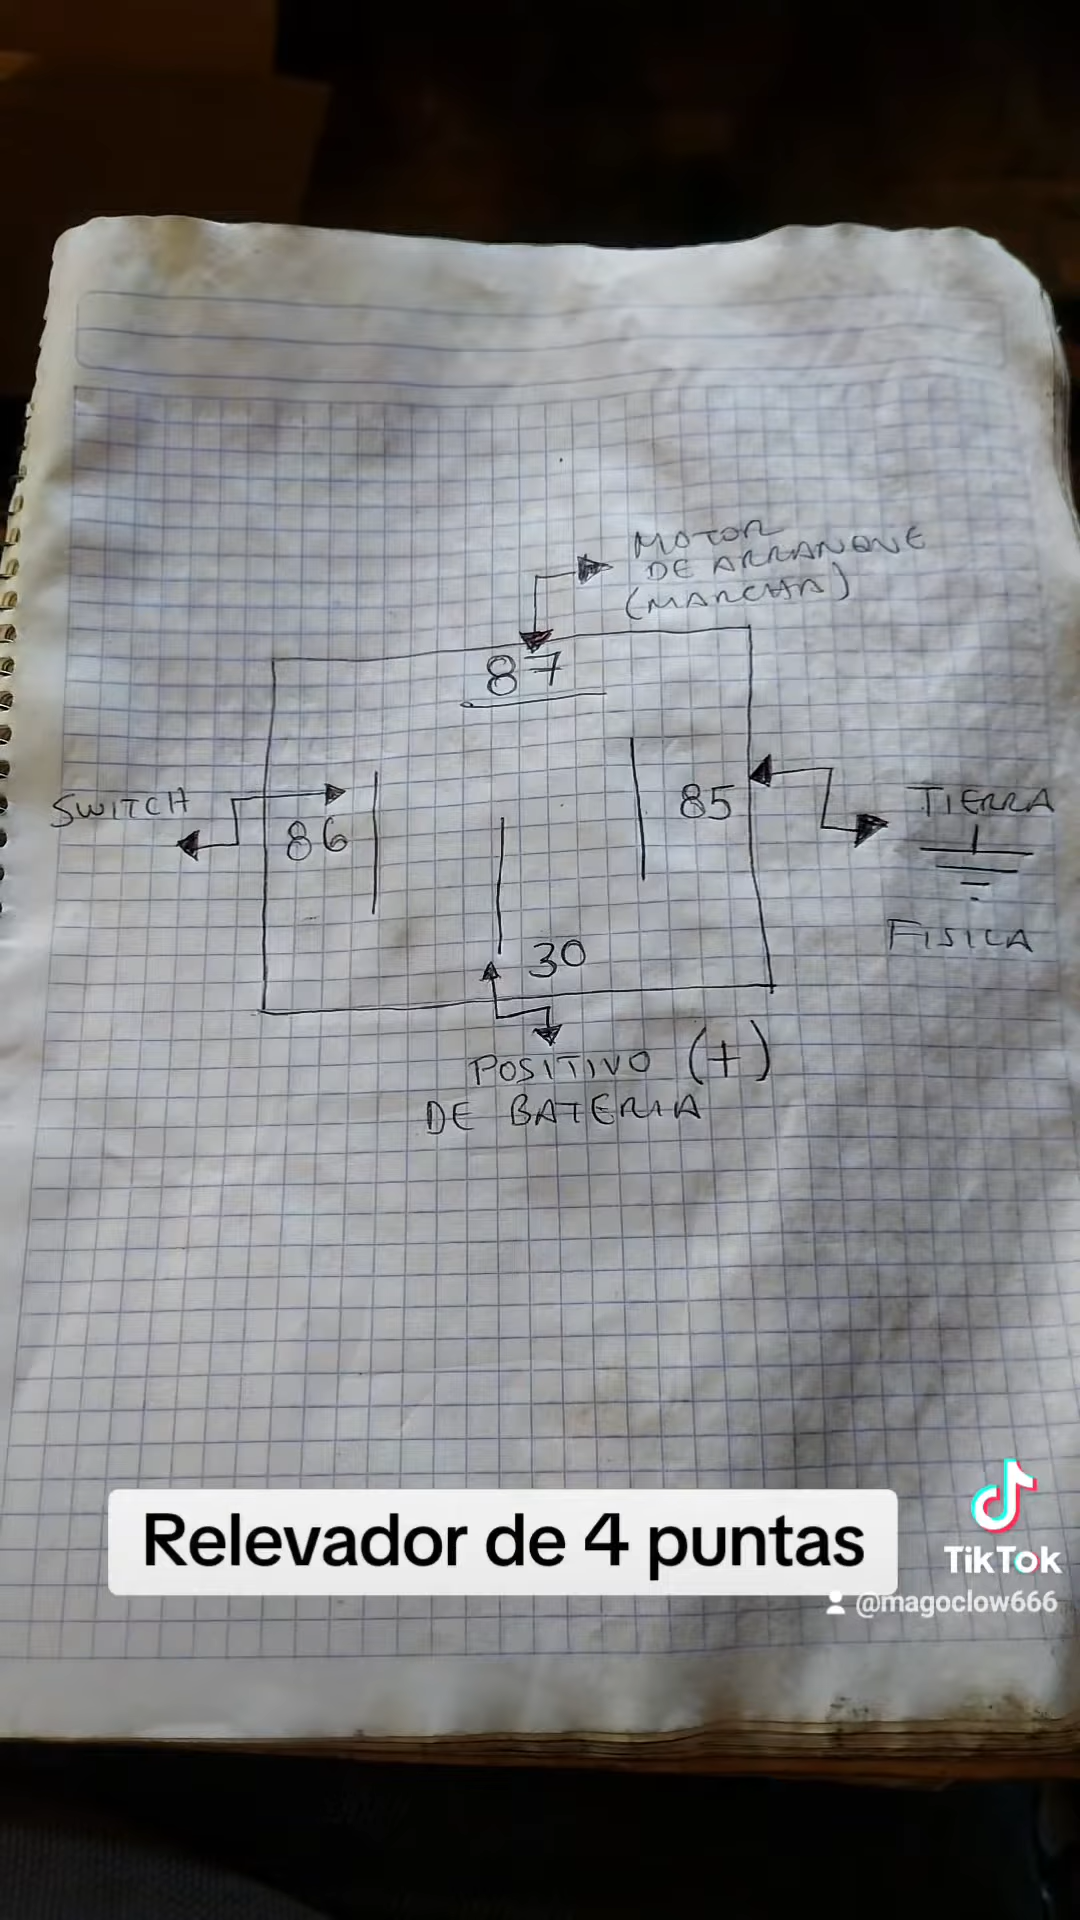 MOTOR
DE ARRANQUE
(MARCHA)
87
SWITCH
86
85
TIERRA
FISICA
30
POSITIVO (+)
DE BATERIA
Relevador de 4 puntas
TikTok
@magoclow666